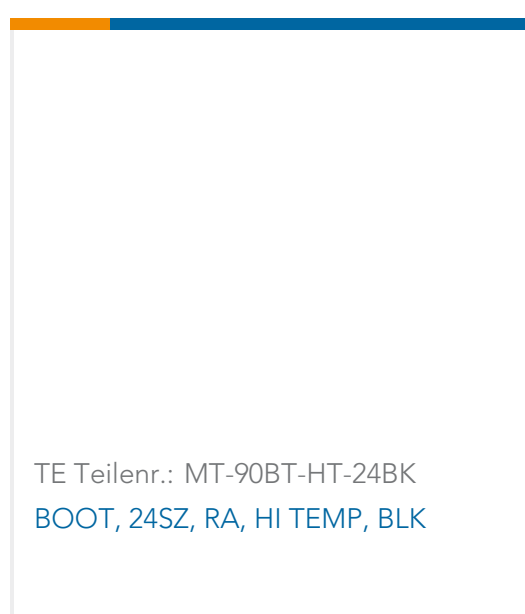 TE Teilenr.: MT-90BT-HT-24BK
BOOT, 24SZ, RA, HI TEMP, BLK